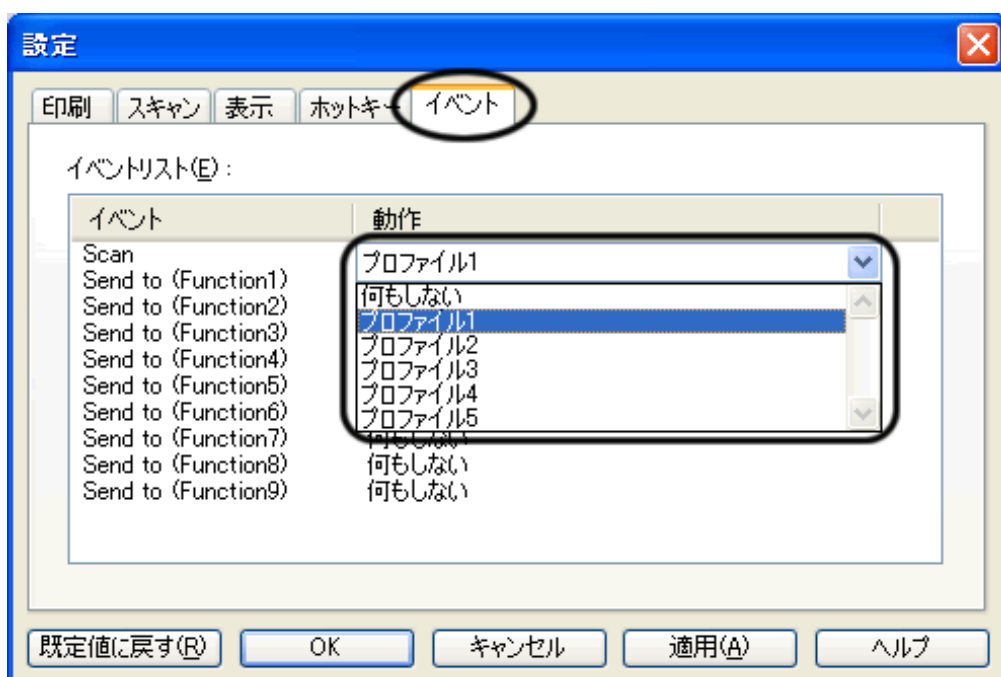 設定
印刷 スキャン 表示 ホットキー イベント
イベントリスト(E):
イベント 動作
Scan プロファイル1
Send to (Function1) 何もしない
Send to (Function2) プロファイル1
Send to (Function3) プロファイル2
Send to (Function4) プロファイル3
Send to (Function5) プロファイル4
Send to (Function6) プロファイル5
Send to (Function7) 何もしない
Send to (Function8) 何もしない
Send to (Function9) 何もしない
既定値に戻す(R) OK キャンセル 適用(A) ヘルプ